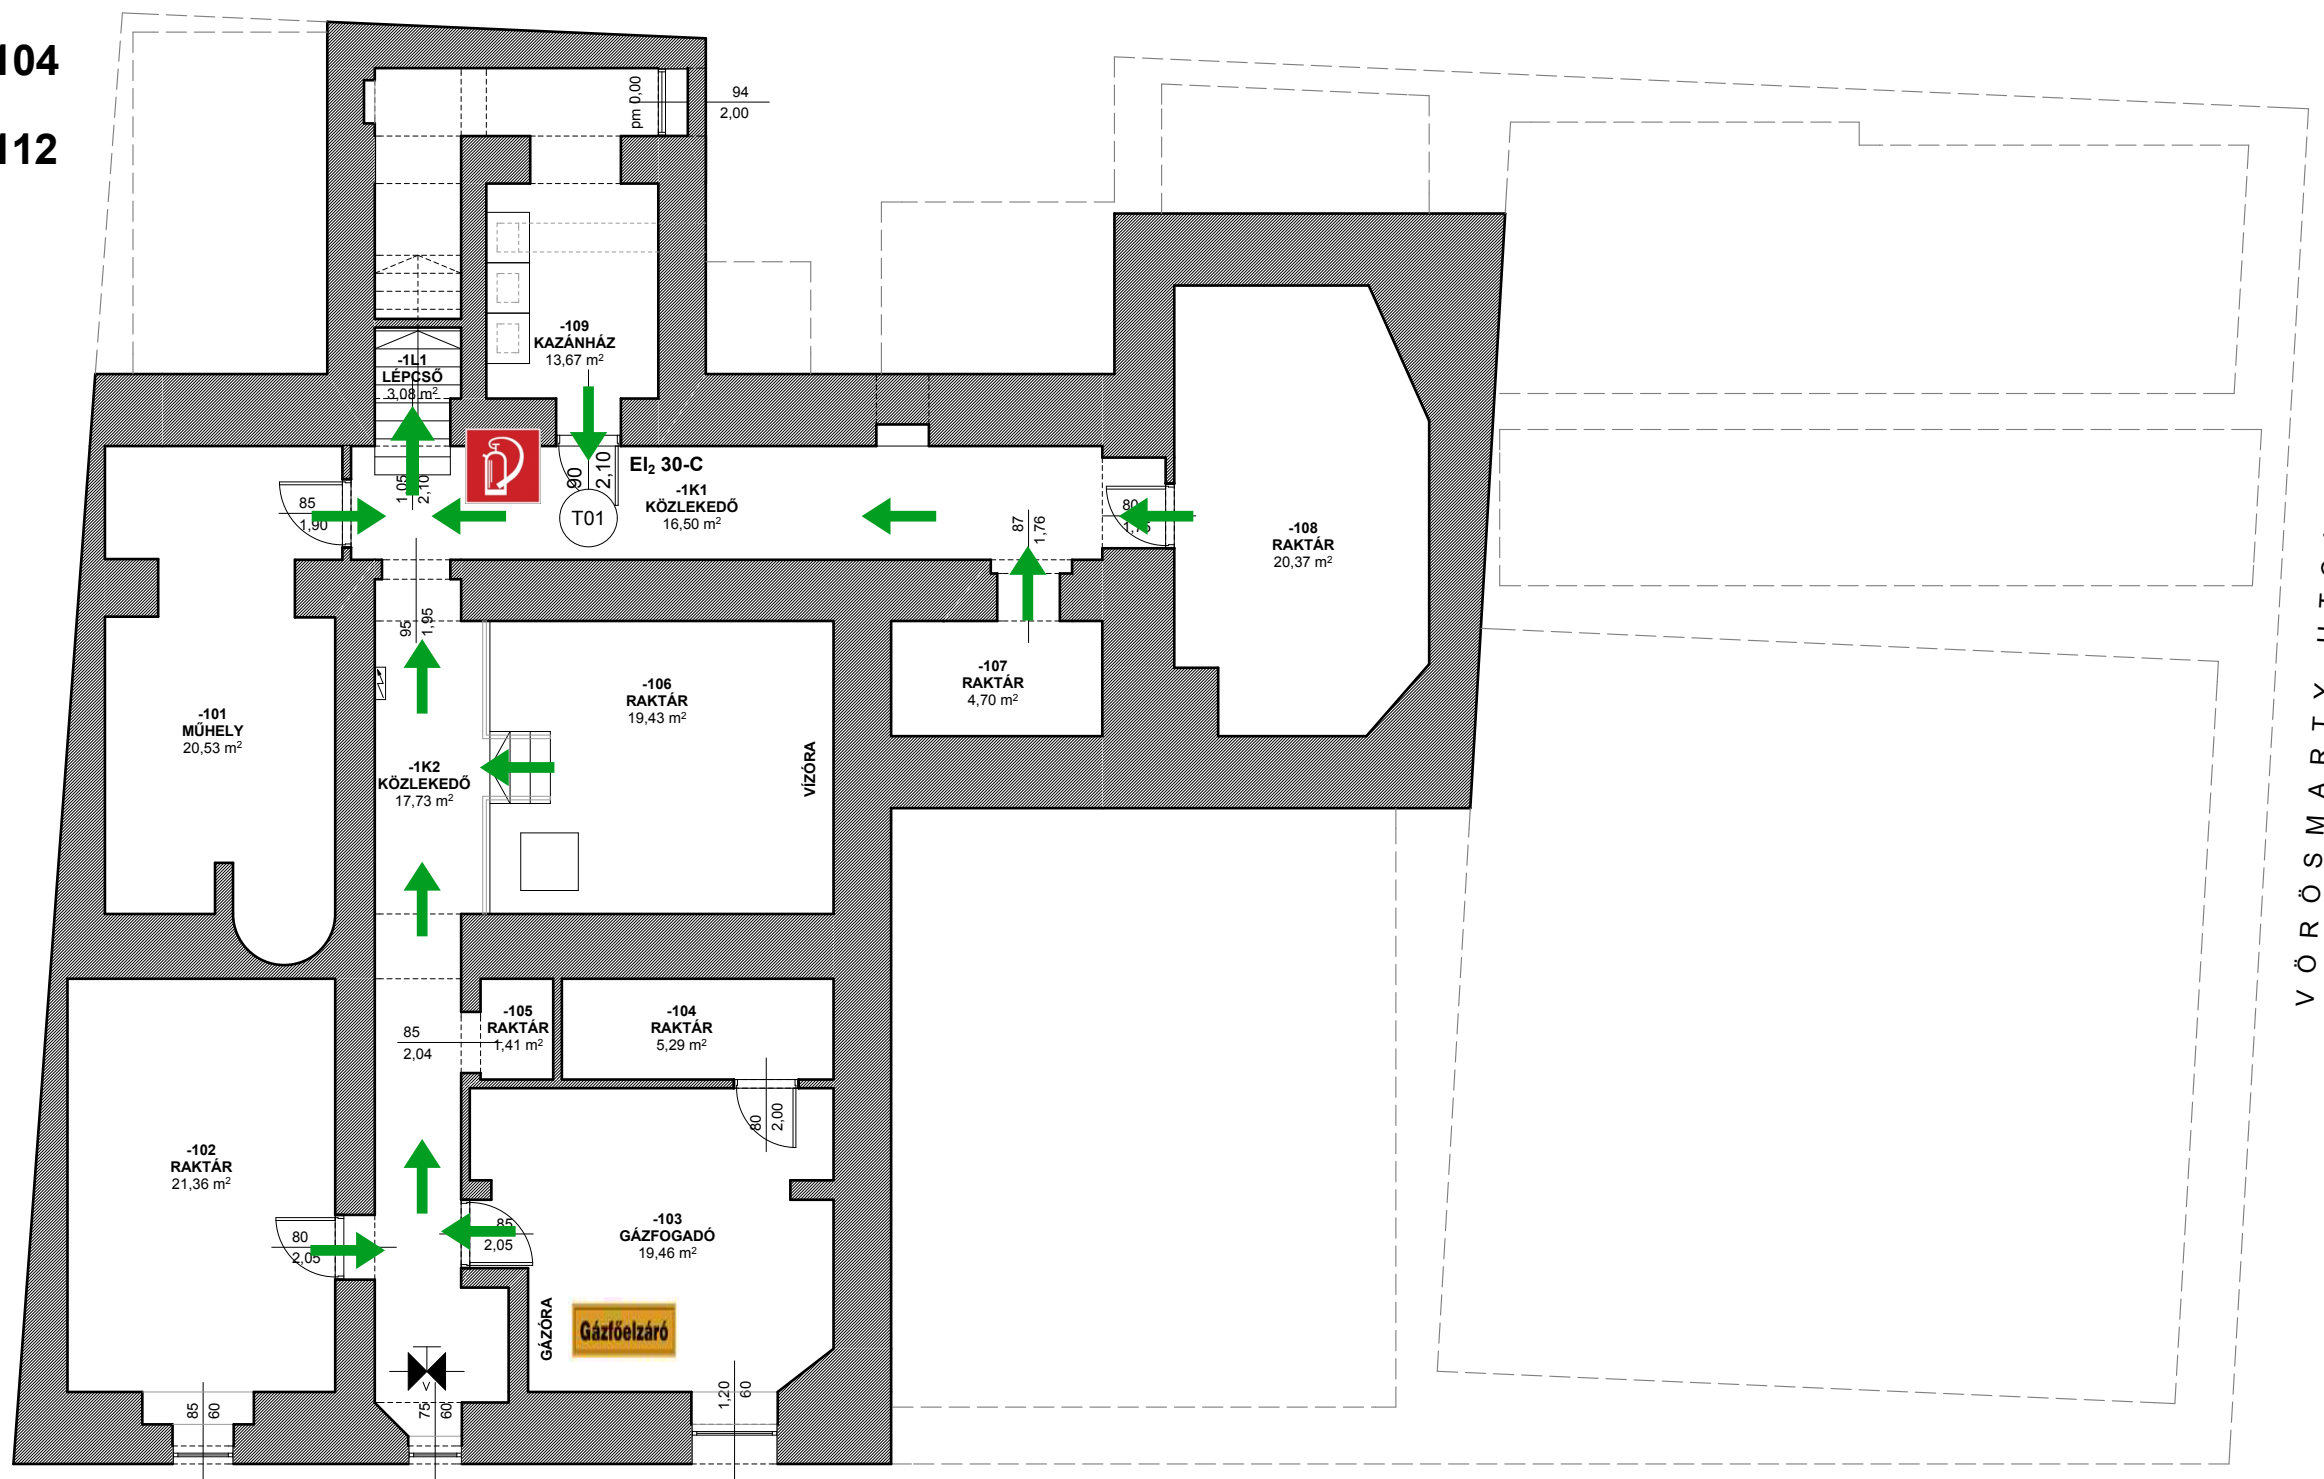 104
112
pm 0,00
94
2,00
-109
KAZÁNHÁZ
13,67 m²
-1L1
LÉPCSŐ
3,08 m²
EI₂ 30-C
90
2,10
T01
-1K1
KÖZLEKEDŐ
16,50 m²
1,05
2,10
85
1,90
87
1,76
80
-108
RAKTÁR
20,37 m²
95
1,95
-107
RAKTÁR
4,70 m²
-106
RAKTÁR
19,43 m²
VÍZÓRA
-101
MŰHELY
20,53 m²
-1K2
KÖZLEKEDŐ
17,73 m²
VÖRÖSMARTY
-105
RAKTÁR
1,41 m²
-104
RAKTÁR
5,29 m²
85
2,04
80
2,00
-102
RAKTÁR
21,36 m²
80
2,05
85
2,05
-103
GÁZFOGADÓ
19,46 m²
GÁZÓRA
Gázfőelzáró
V
85
60
75
60
1,20
60